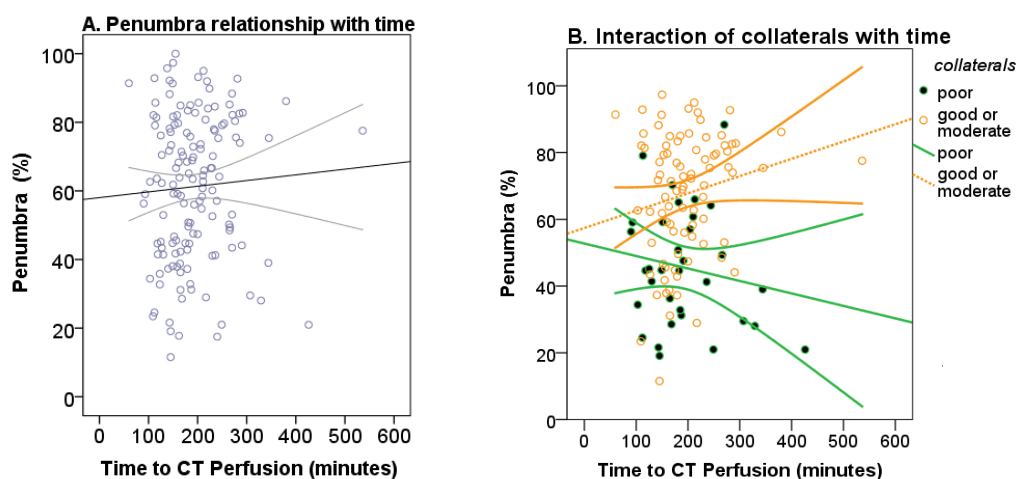 A. Penumbra relationship with time
100
80
60
40
20
0
Penumbra (%)
0 100 200 300 400 500 600
Time to CT Perfusion (minutes)
B. Interaction of collaterals with time
100
80
60
40
20
0
Penumbra (%)
0 100 200 300 400 500 600
Time to CT Perfusion (minutes)
collaterals
poor
good or
moderate
poor
good or
moderate